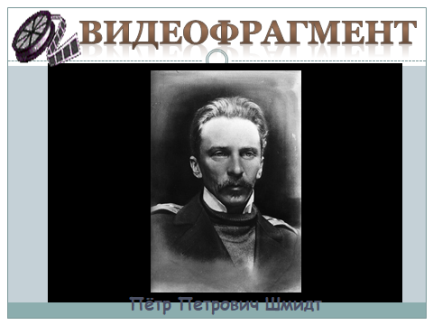 ВИДЕОФРАГМЕНТ
Пётр Петрович Шмидт